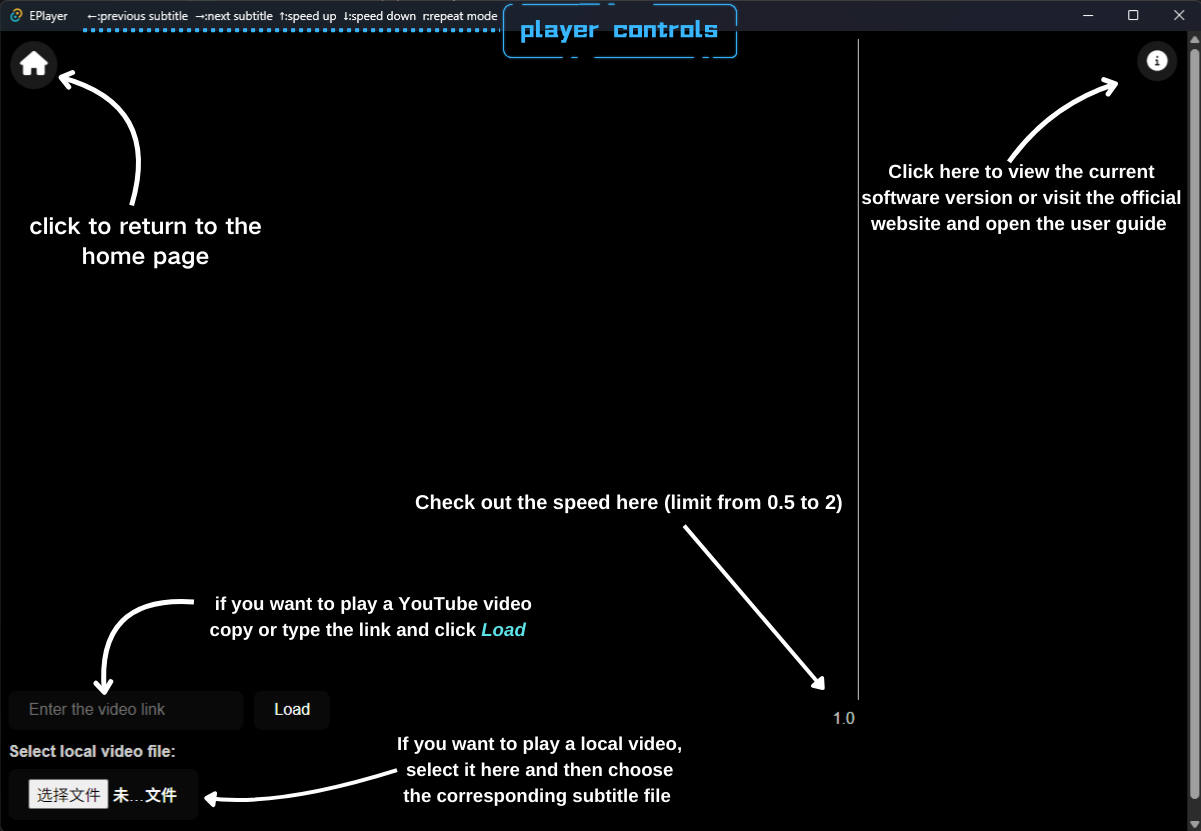 EPlayer ←:previous subtitle →:next subtitle ↑:speed up ↓:speed down r:repeat mode
player controls
click to return to the
home page
Click here to view the current
software version or visit the official
website and open the user guide
Check out the speed here (limit from 0.5 to 2)
if you want to play a YouTube video
copy or type the link and click Load
Enter the video link
Load
1.0
Select local video file:
If you want to play a local video,
select it here and then choose
the corresponding subtitle file
选择文件 未...文件